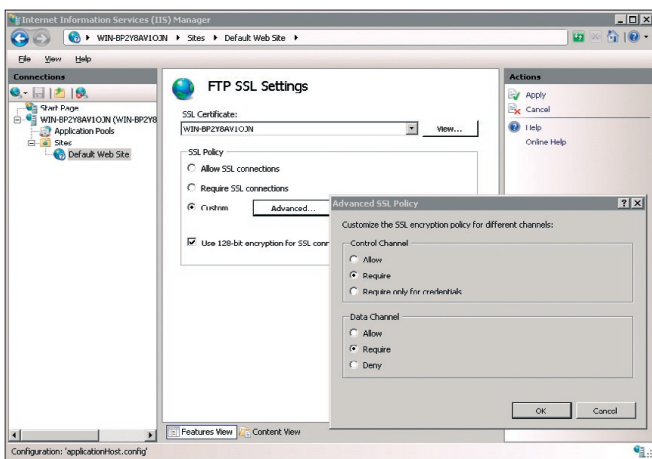 Internet Information Services (IIS) Manager
WIN-BP2Y8AV1OJN ▸ Sites ▸ Default Web Site ▸
File View Help
Connections
Start Page
WIN-BP2Y8AV1OJN (WIN-BP2Y8
Application Pools
Sites
Default Web Site
FTP SSL Settings
SSL Certificate:
WIN-BP2Y8AV1OJN
View...
SSL Policy
Allow SSL connections
Require SSL connections
Custom
Advanced...
Use 128-bit encryption for SSL conn
Features View
Content View
Actions
Apply
Cancel
Help
Online Help
Advanced SSL Policy
Customize the SSL encryption policy for different channels:
Control Channel
Allow
Require
Require only for credentials
Data Channel
Allow
Require
Deny
OK
Cancel
Configuration: 'applicationHost.config'